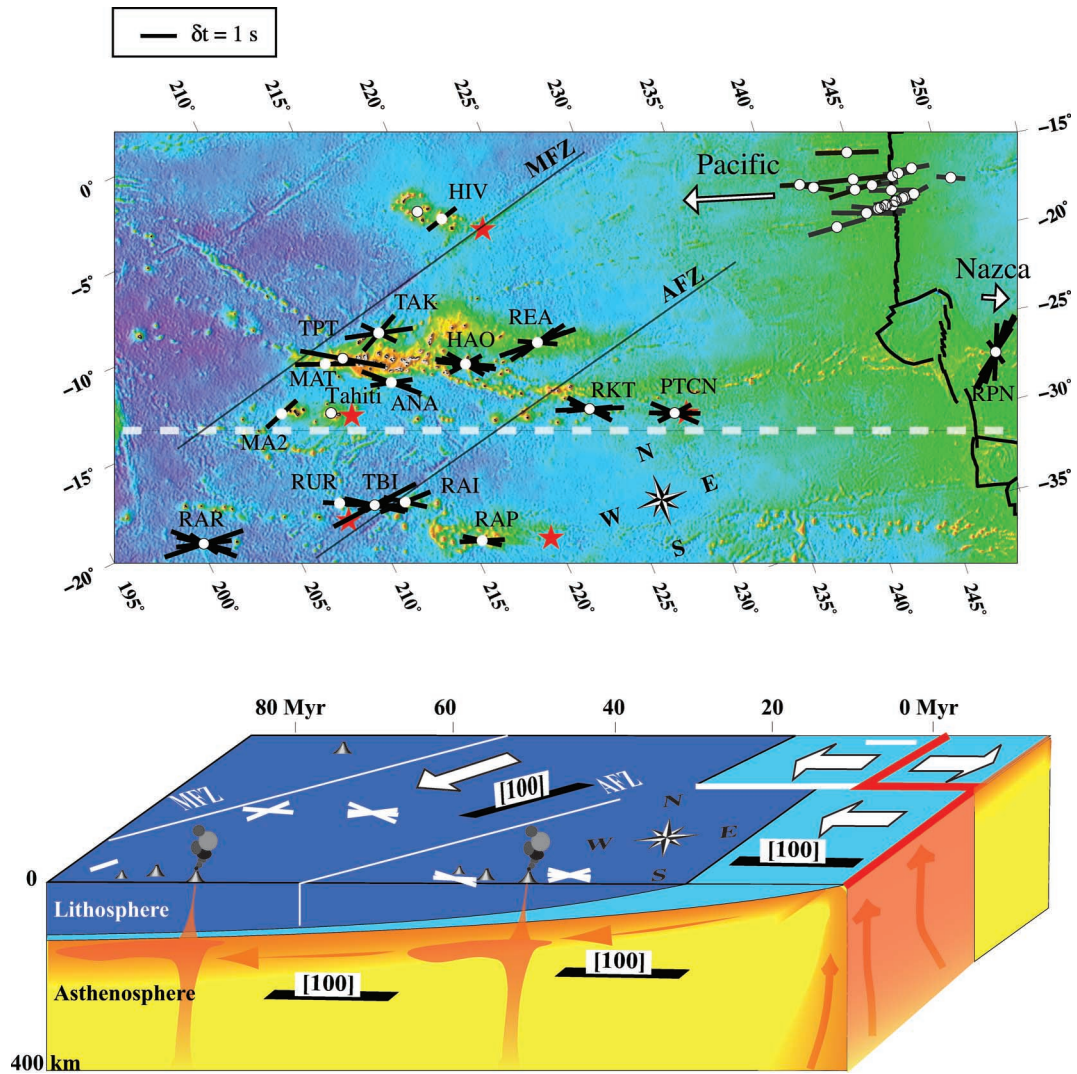 δt = 1 s
210° 220° 225° 230° 235° 240° 245° 250°
-15°
MFZ
Pacific
0°
HIV
-20°
AFZ
Nazca
-5°
TAK
-25°
TPT
REA
HAO
-10°
MAT
Tahiti
ANA
RKT
PTCN
-30°
RPN
MA2
N
-15°
RUR TBI RAI
E
-35°
RAR
W
RAP
S
-20°
195° 200° 205° 210° 215° 220° 225° 230° 235° 240° 245°
80 Myr 60 40 20 0 Myr
MFZ
[100]
AFZ
N
W E
[100]
S
0
Lithosphere
[100]
[100]
Asthenosphere
400 km